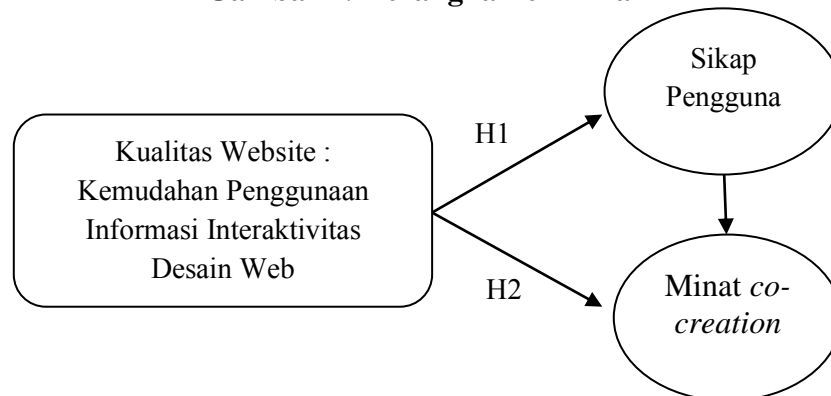 Sikap
Pengguna
H1
Kualitas Website :
Kemudahan Penggunaan
Informasi Interaktivitas
Desain Web
H2
Minat co-
creation